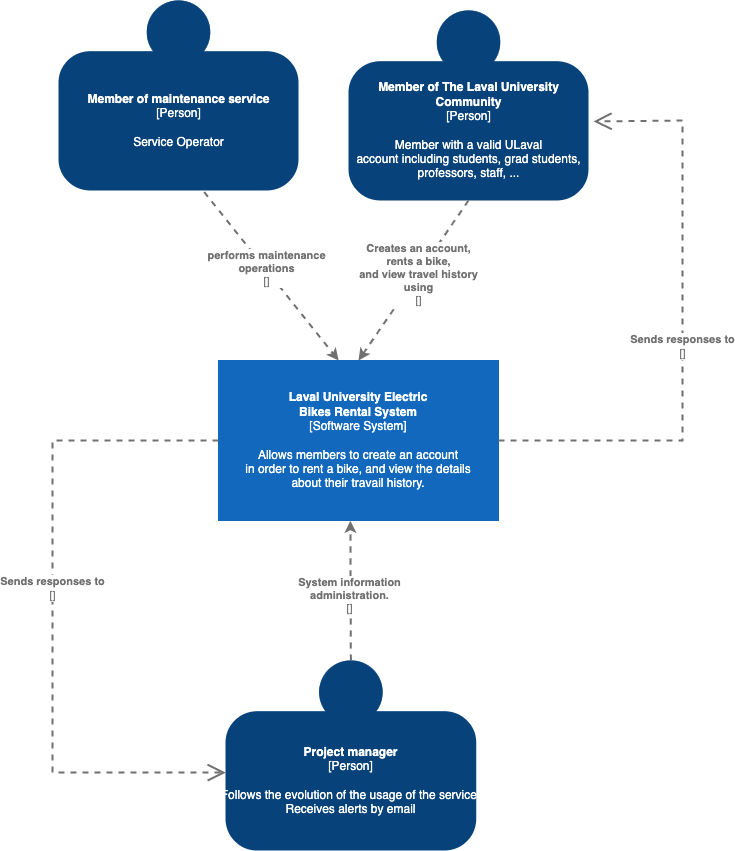 Member of maintenance service
[Person]
Service Operator
Member of The Laval University
Community
[Person]
Member with a valid ULaval
account including students, grad students,
professors, staff, ...
performs maintenance
operations
[]
Creates an account,
rents a bike,
and view travel history
using
[]
Sends responses to
[]
Laval University Electric
Bikes Rental System
[Software System]
Allows members to create an account
in order to rent a bike, and view the details
about their travail history.
Sends responses to
[]
System information
administration.
[]
Project manager
[Person]
Follows the evolution of the usage of the service
Receives alerts by email